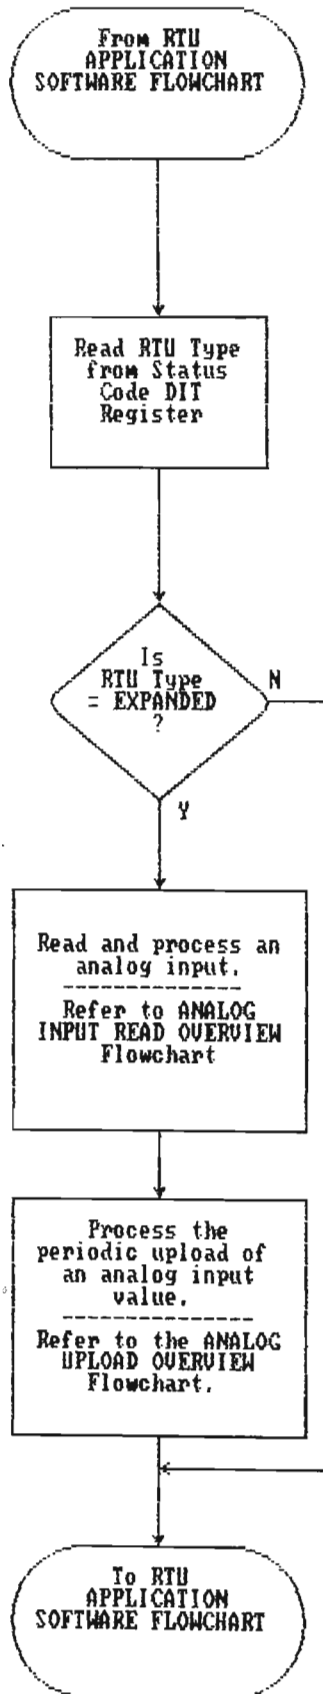 From RTU
APPLICATION
SOFTWARE FLOWCHART
Read RTU Type
from Status
Code DIT
Register
Is
RTU Type
= EXPANDED
?
N
Y
Read and process an
analog input.
---------------
Refer to ANALOG
INPUT READ OVERVIEW
Flowchart
Process the
periodic upload of
an analog input
value.
----------------
Refer to the ANALOG
UPLOAD OVERVIEW
Flowchart.
To RTU
APPLICATION
SOFTWARE FLOWCHART